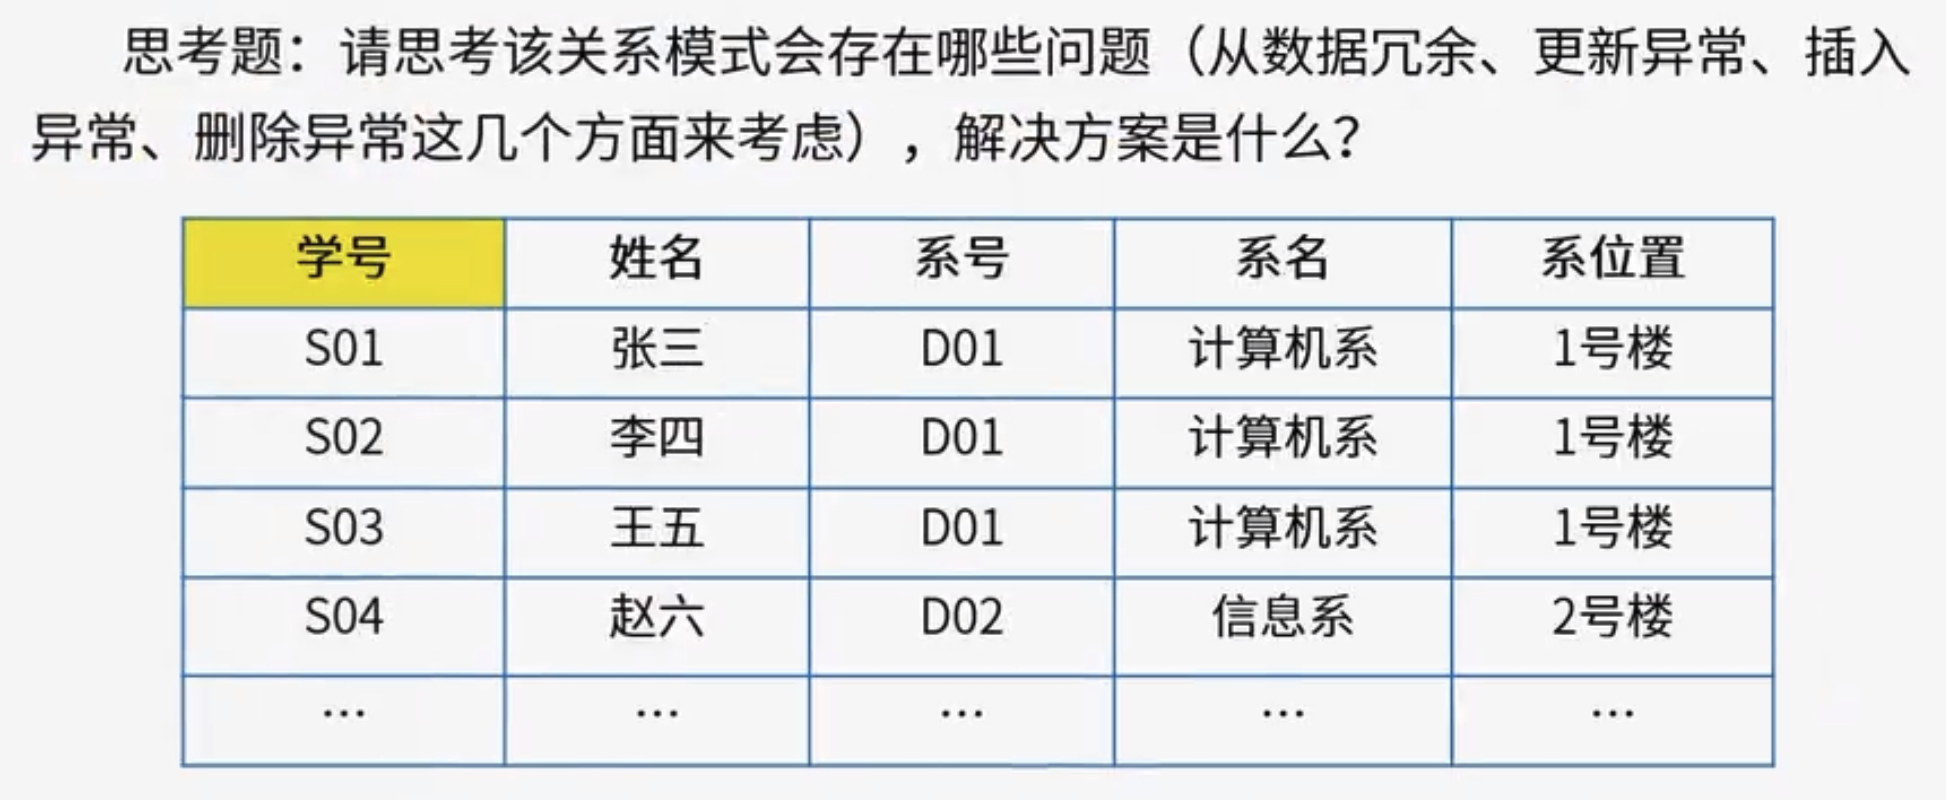 思考题：请思考该关系模式会存在哪些问题（从数据冗余、更新异常、插入
异常、删除异常这几个方面来考虑），解决方案是什么？
学号 姓名 系号 系名 系位置
S01 张三 D01 计算机系 1号楼
S02 李四 D01 计算机系 1号楼
S03 王五 D01 计算机系 1号楼
S04 赵六 D02 信息系 2号楼
… … … … …